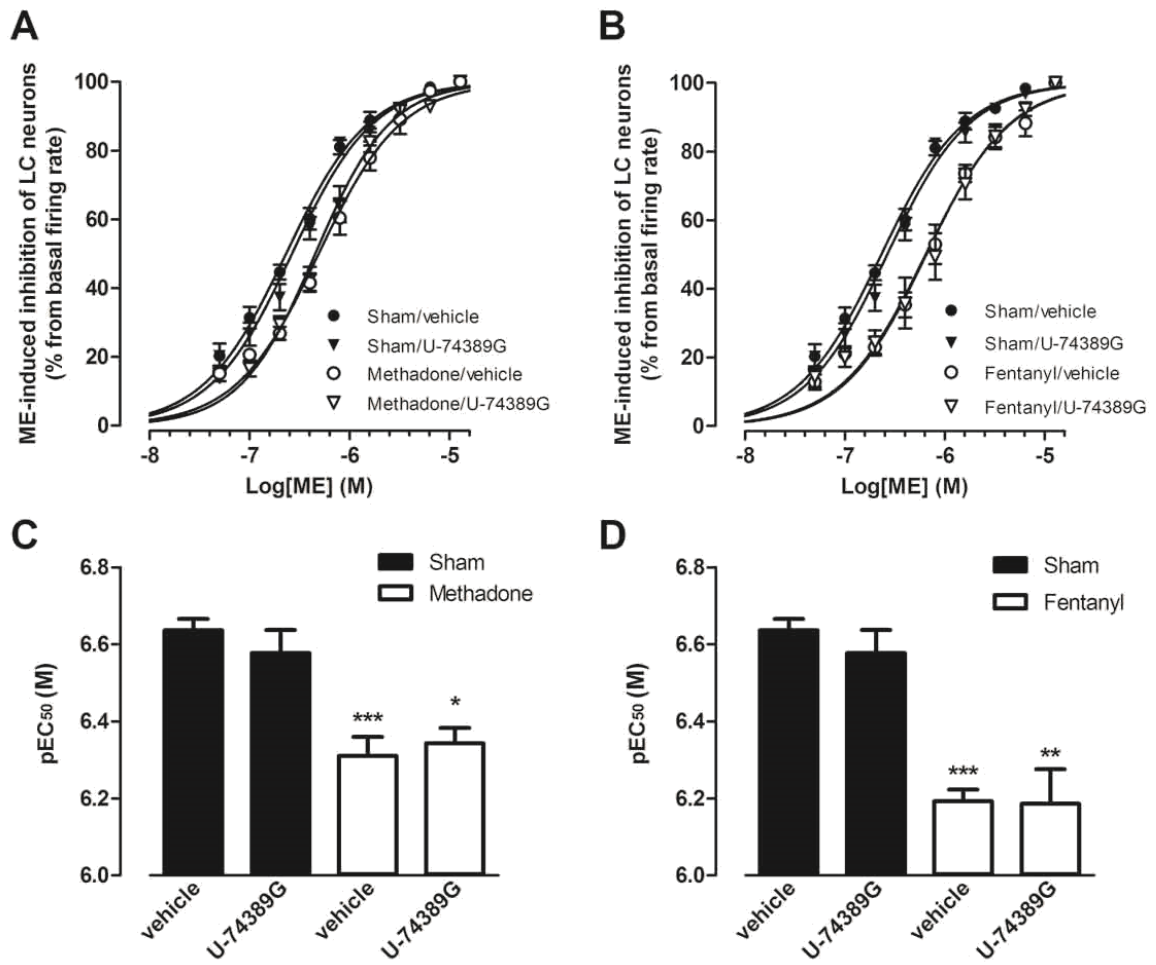 A
ME-induced inhibition of LC neurons
(% from basal firing rate)
100
80
60
40
20
0
-8
-7
-6
-5
Log[ME] (M)
Sham/vehicle
Sham/U-74389G
Methadone/vehicle
Methadone/U-74389G
B
ME-induced inhibition of LC neurons
(% from basal firing rate)
100
80
60
40
20
0
-8
-7
-6
-5
Log[ME] (M)
Sham/vehicle
Sham/U-74389G
Fentanyl/vehicle
Fentanyl/U-74389G
C
pEC50 (M)
6.8
6.6
6.4
6.2
6.0
Sham
Methadone
***
*
vehicle
U-74389G
vehicle
U-74389G
D
pEC50 (M)
6.8
6.6
6.4
6.2
6.0
Sham
Fentanyl
***
**
vehicle
U-74389G
vehicle
U-74389G